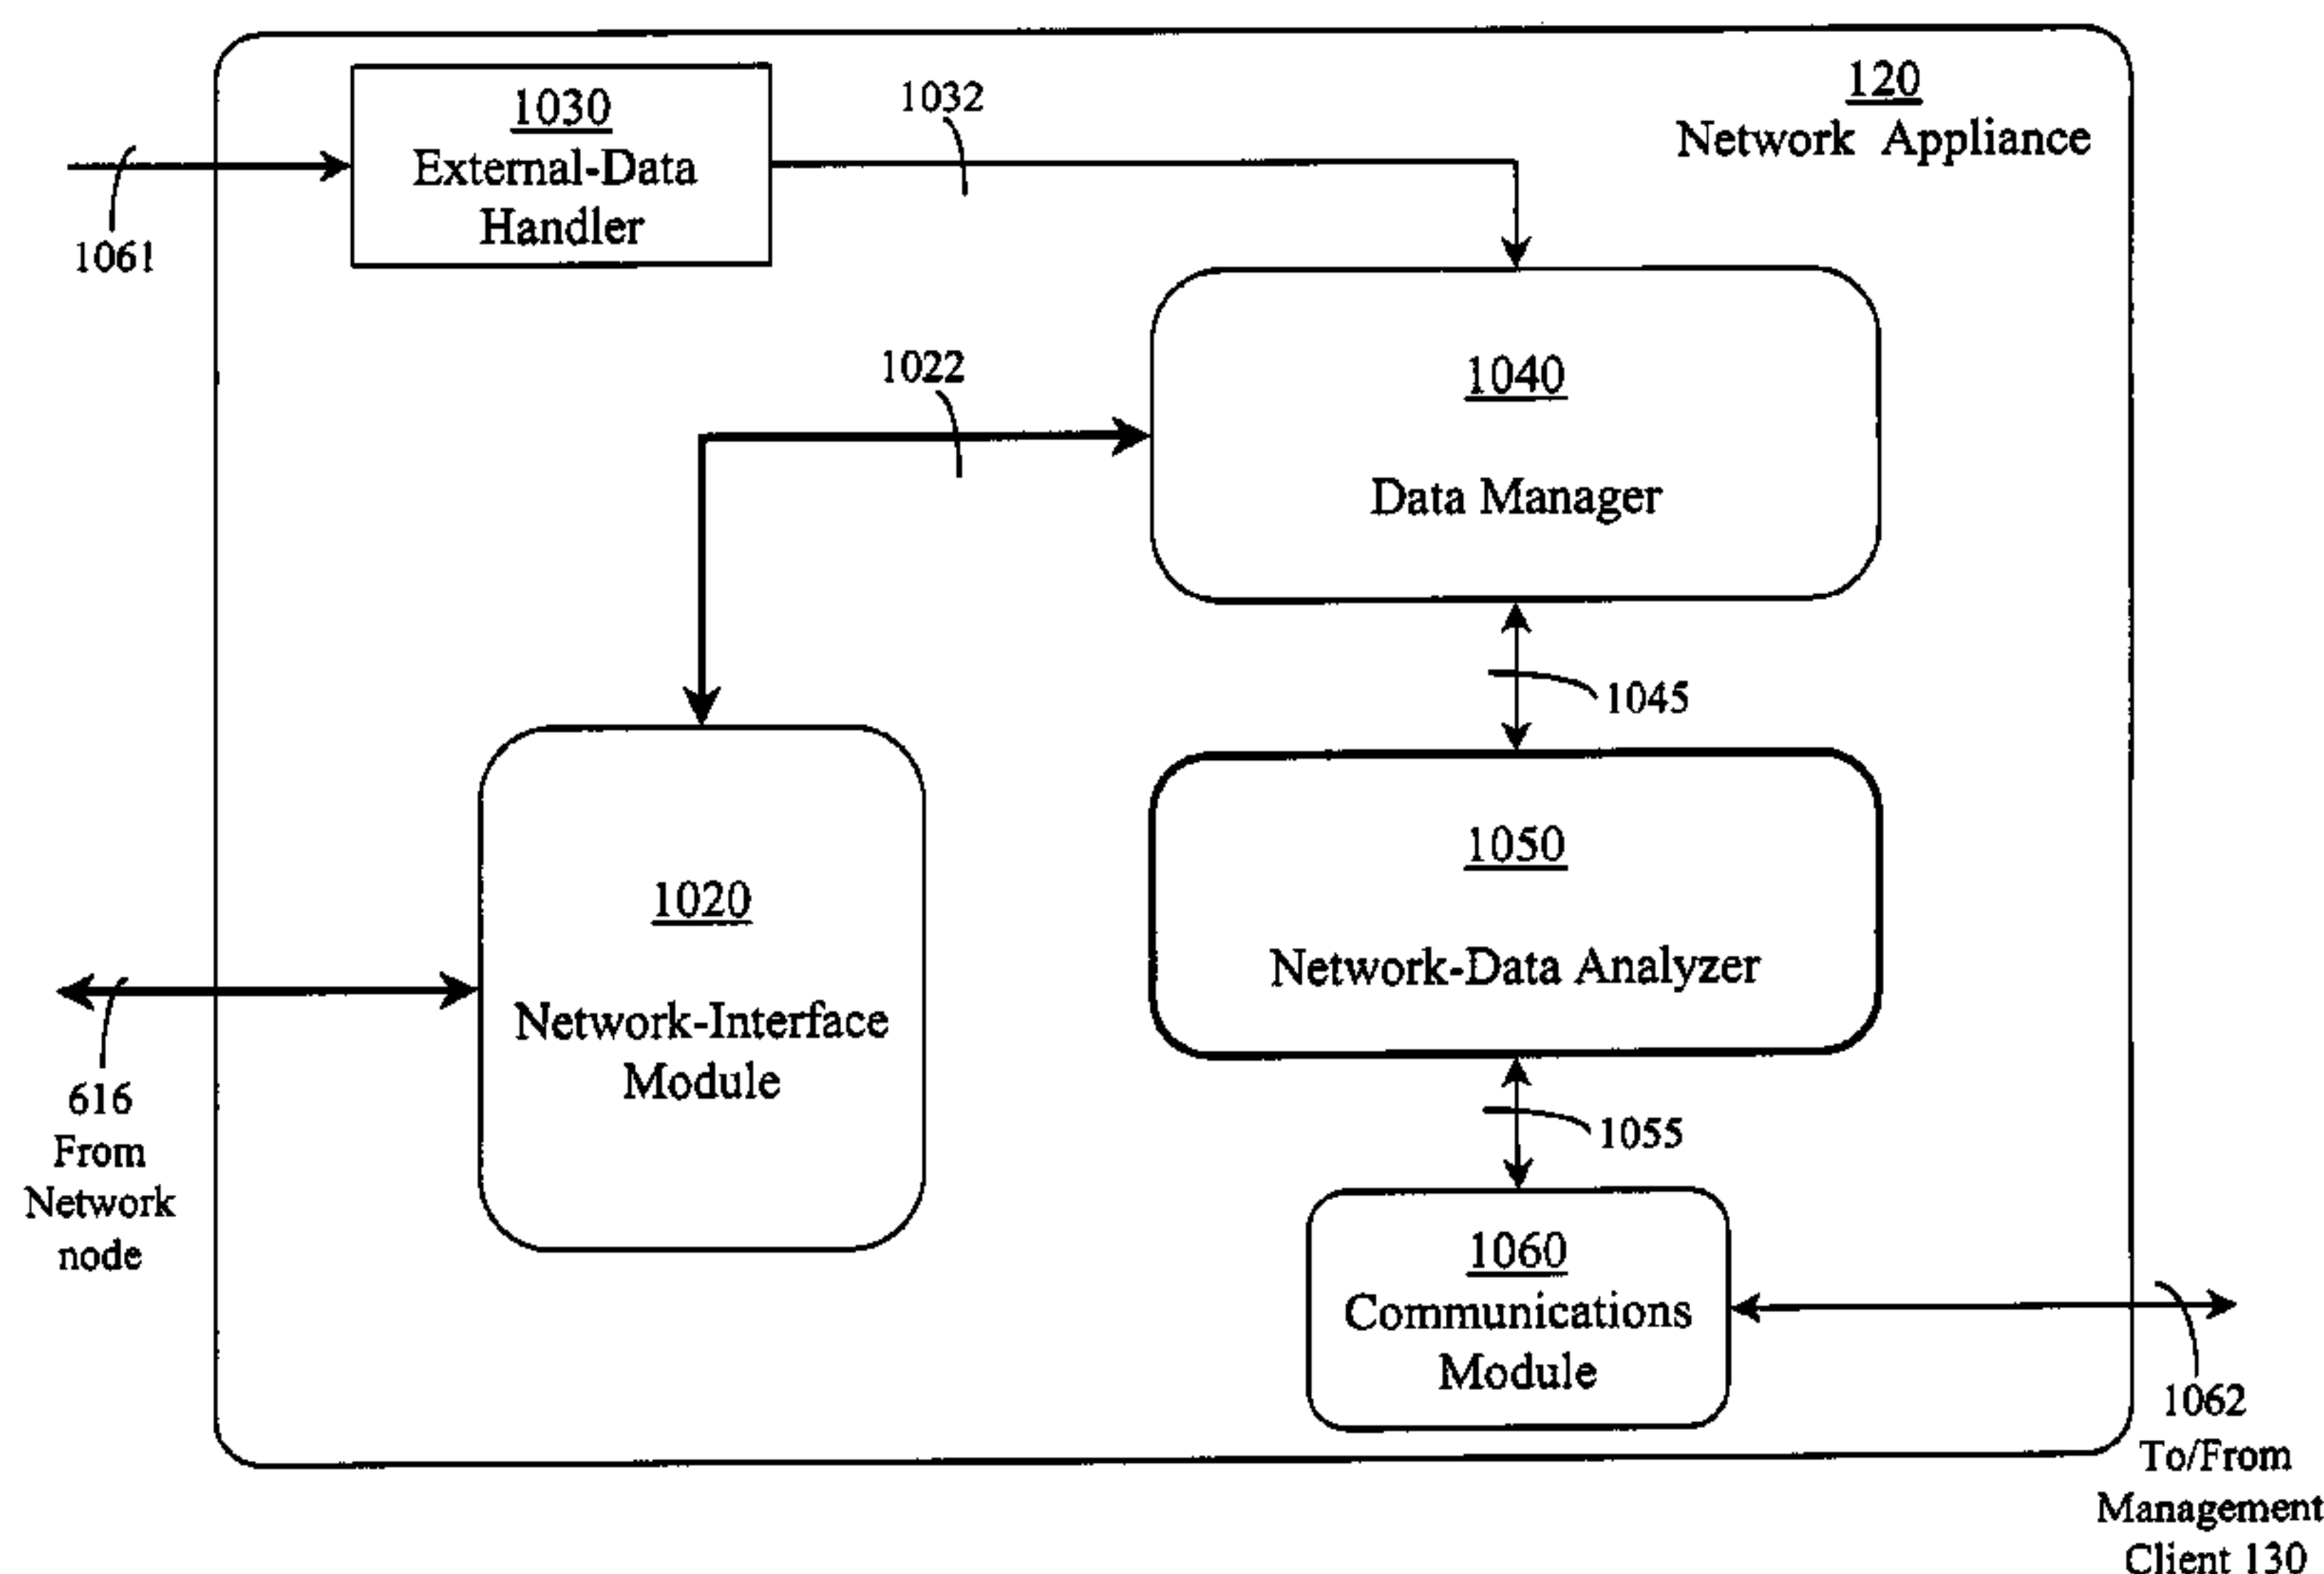 120
Network Appliance
1030
External-Data
Handler
1032
1061
1022
1040
Data Manager
1045
1020
Network-Interface
Module
1050
Network-Data Analyzer
616
From
Network
node
1055
1060
Communications
Module
1062
To/From
Management
Client 130